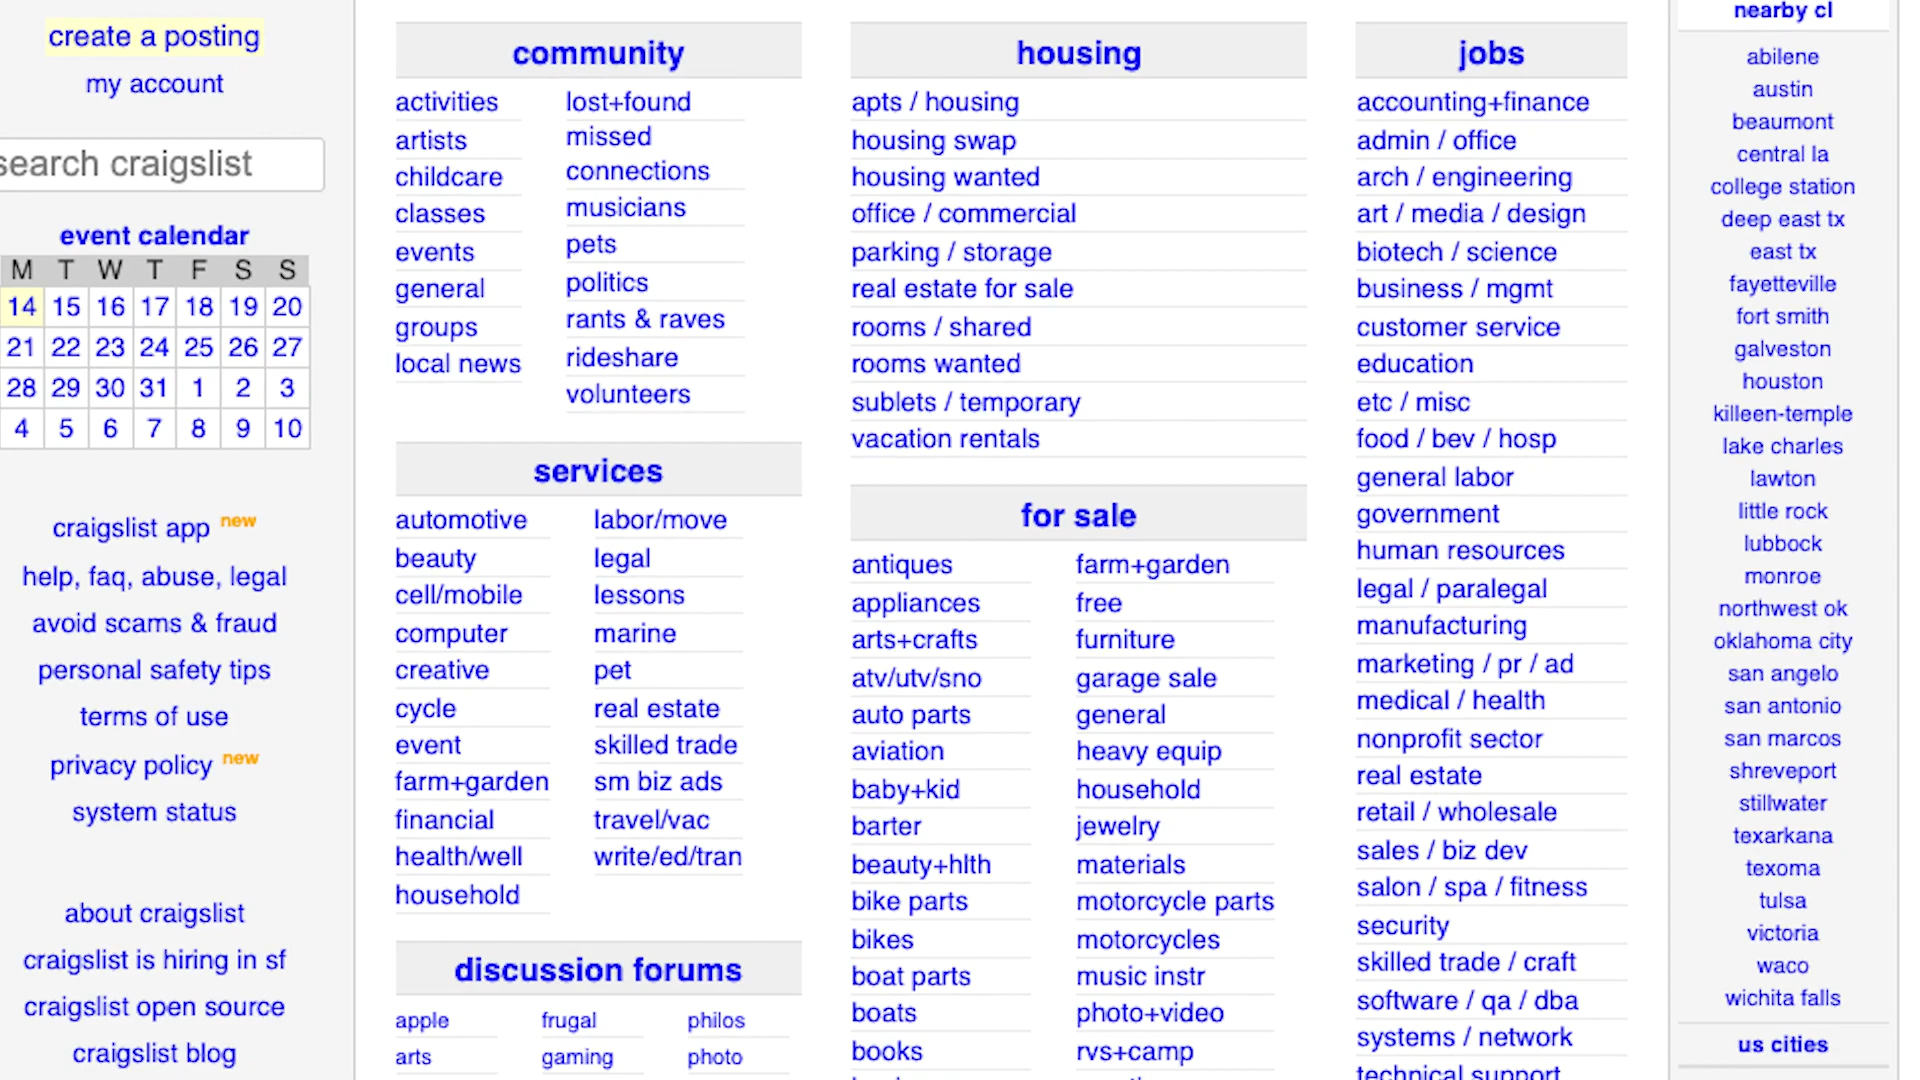 create a posting
my account
search craigslist
event calendar
M T W T F S S
14 15 16 17 18 19 20
21 22 23 24 25 26 27
28 29 30 31 1 2 3
4 5 6 7 8 9 10
craigslist app new
help, faq, abuse, legal
avoid scams & fraud
personal safety tips
terms of use
privacy policy new
system status
about craigslist
craigslist is hiring in sf
craigslist open source
craigslist blog
community
activities
artists
childcare
classes
events
general
groups
local news
lost+found
missed
connections
musicians
pets
politics
rants & raves
rideshare
volunteers
services
automotive
beauty
cell/mobile
computer
creative
cycle
event
farm+garden
financial
health/well
household
labor/move
legal
lessons
marine
pet
real estate
skilled trade
sm biz ads
travel/vac
write/ed/tran
discussion forums
apple
arts
frugal
gaming
philos
photo
housing
apts / housing
housing swap
housing wanted
office / commercial
parking / storage
real estate for sale
rooms / shared
rooms wanted
sublets / temporary
vacation rentals
for sale
antiques
appliances
arts+crafts
atv/utv/sno
auto parts
aviation
baby+kid
barter
beauty+hlth
bike parts
bikes
boat parts
boats
books
farm+garden
free
furniture
garage sale
general
heavy equip
household
jewelry
materials
motorcycle parts
motorcycles
music instr
photo+video
rvs+camp
jobs
accounting+finance
admin / office
arch / engineering
art / media / design
biotech / science
business / mgmt
customer service
education
etc / misc
food / bev / hosp
general labor
government
human resources
legal / paralegal
manufacturing
marketing / pr / ad
medical / health
nonprofit sector
real estate
retail / wholesale
sales / biz dev
salon / spa / fitness
security
skilled trade / craft
software / qa / dba
systems / network
technical support
nearby cl
abilene
austin
beaumont
central la
college station
deep east tx
east tx
fayetteville
fort smith
galveston
houston
killeen-temple
lake charles
lawton
little rock
lubbock
monroe
northwest ok
oklahoma city
san angelo
san antonio
san marcos
shreveport
stillwater
texarkana
texoma
tulsa
victoria
waco
wichita falls
us cities